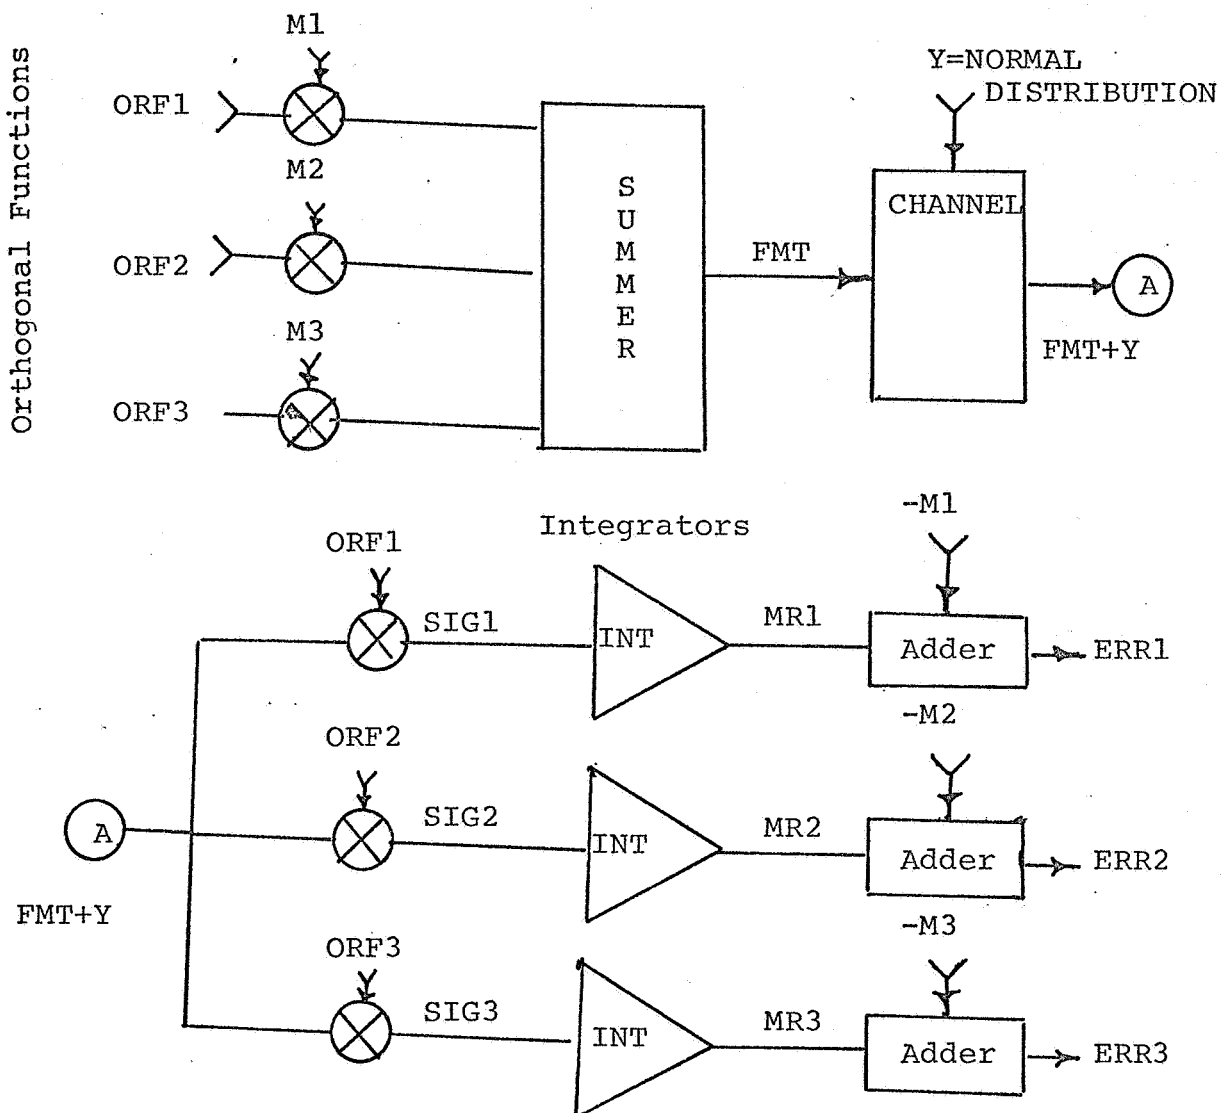 Orthogonal Functions
M1
ORF1
M2
ORF2
M3
ORF3
S
U
M
M
E
R
FMT
Y=NORMAL
DISTRIBUTION
CHANNEL
A
FMT+Y
Integrators
ORF1
SIG1
INT
MR1
-M1
Adder
ERR1
A
FMT+Y
ORF2
SIG2
INT
MR2
-M2
Adder
ERR2
ORF3
SIG3
INT
MR3
-M3
Adder
ERR3